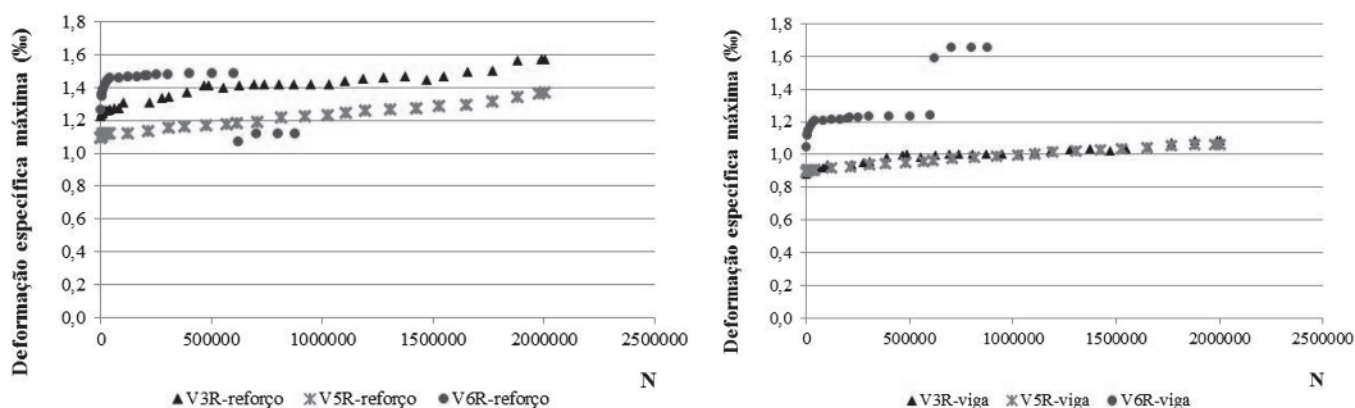 Deformação específica máxima (‰)
1,8
1,6
1,4
1,2
1,0
0,8
0,6
0,4
0,2
0,0
0 500000 1000000 1500000 2000000 2500000
N
V3R-reforço V5R-reforço V6R-reforço
Deformação específica máxima (‰)
1,8
1,6
1,4
1,2
1,0
0,8
0,6
0,4
0,2
0,0
0 500000 1000000 1500000 2000000 2500000
N
V3R-viga V5R-viga V6R-viga